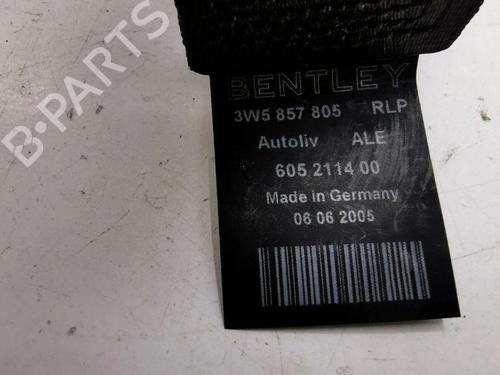 BENTLEY
3W5 857 805 RLP
Autoliv ALE
605 2114 00
Made in Germany
06 06 2005
B-PARTS